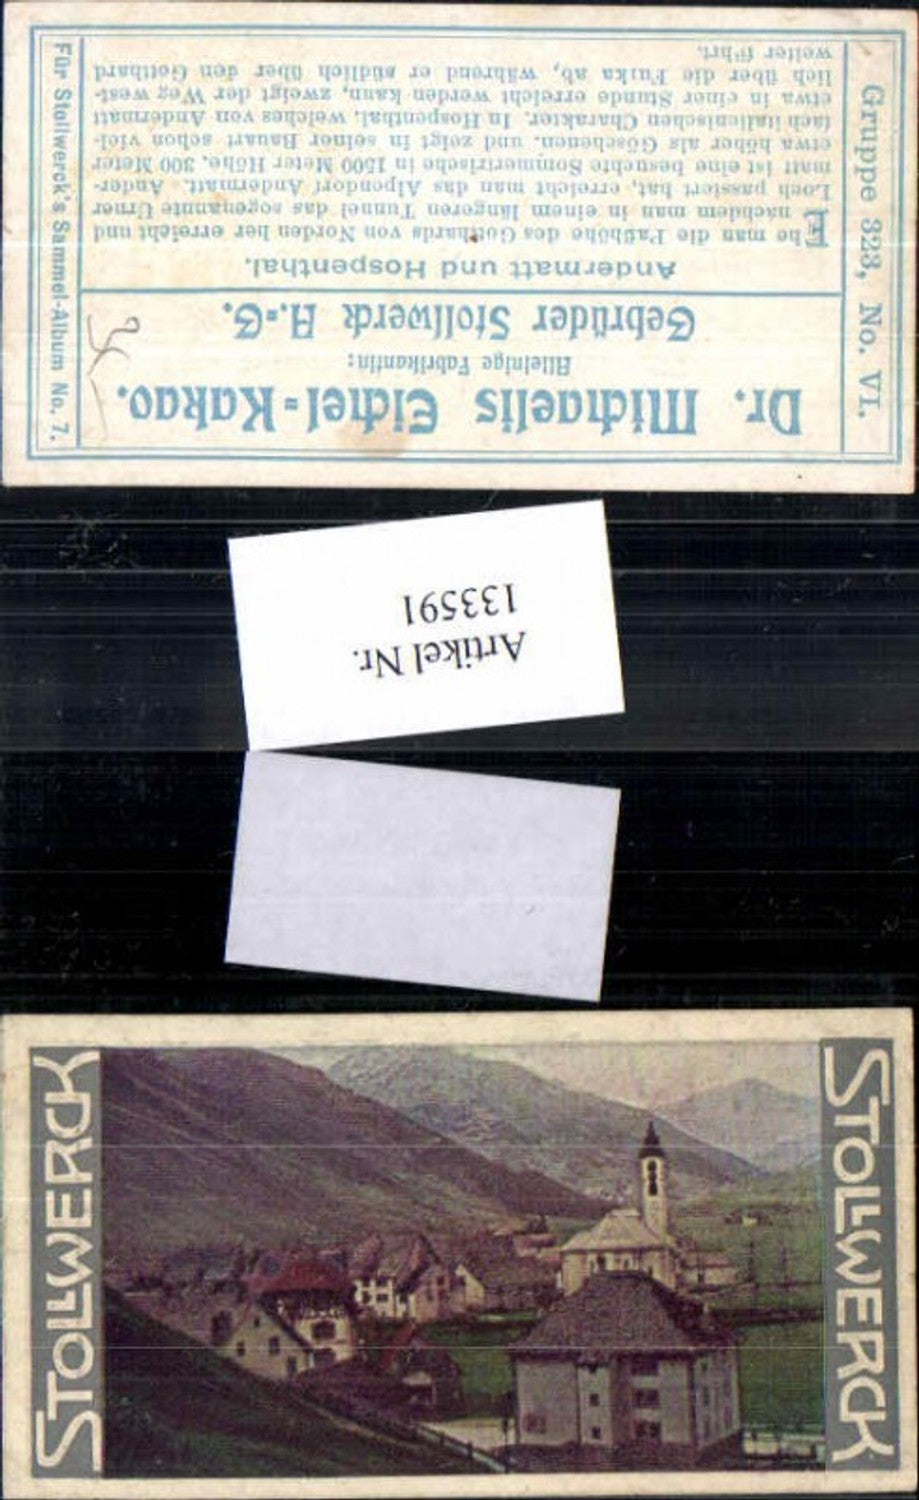 Für Stollwerck's Sammel-Album No. 7.
Gruppe 323, No. VI.
Dr. Michaelis Eichel-Kakao.
Alleinige Fabrikantin:
Gebrüder Stollwerck A.-G.
Andermatt und Hospenthal.
Ehe man die Paßhöhe des Gotthards von Norden her erreicht und
nachdem man in einem längeren Tunnel das sogenannte Urner
Loch passiert hat, erreicht man das Alpendorf Andermatt. Ander-
matt ist eine besuchte Sommerfrische in 1500 Meter Höhe, 300 Meter
etwa höher als Göschenen, und zeigt in seiner Bauart schon viel-
fach italienischen Charakter. In Hospenthal, welches von Andermatt
etwa in einer Stunde erreicht werden kann, zweigt der Weg west-
lich über die Furka ab, während er südlich über den Gotthard
weiter führt.
Artikel Nr.
133591
STOLLWERCK
STOLLWERCK